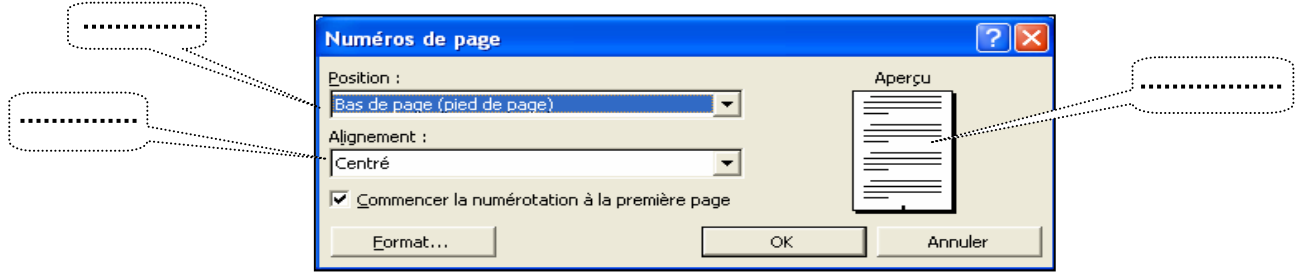 ..............
Numéros de page
Position :
Aperçu
..............
Bas de page (pied de page)
..............
Alignement :
Centré
Commencer la numérotation à la première page
Format...
OK
Annuler